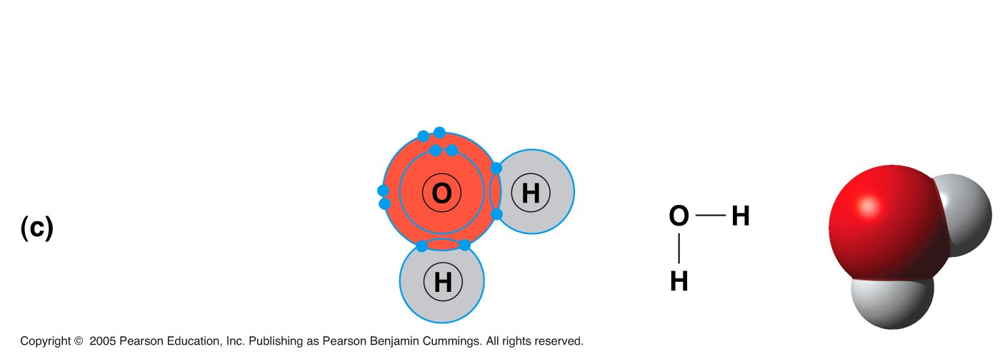 O H
O — H
(c)
H
H
Copyright © 2005 Pearson Education, Inc. Publishing as Pearson Benjamin Cummings. All rights reserved.